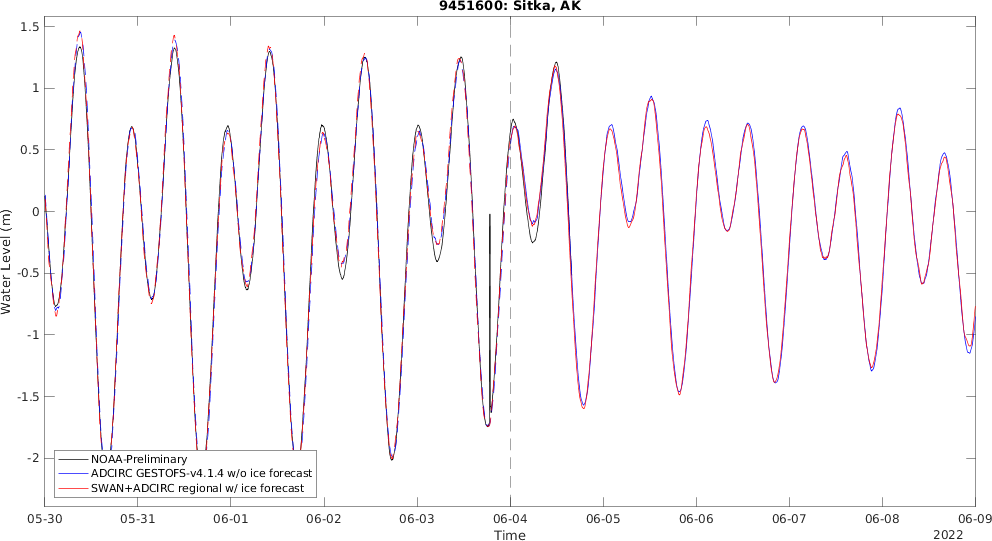 9451600: Sitka, AK
1.5
1
0.5
0
-0.5
-1
-1.5
-2
Water Level (m)
NOAA-Preliminary
ADCIRC GESTOFS-v4.1.4 w/o ice forecast
SWAN+ADCIRC regional w/ ice forecast
05-30 05-31 06-01 06-02 06-03 06-04 06-05 06-06 06-07 06-08 06-09
Time
2022